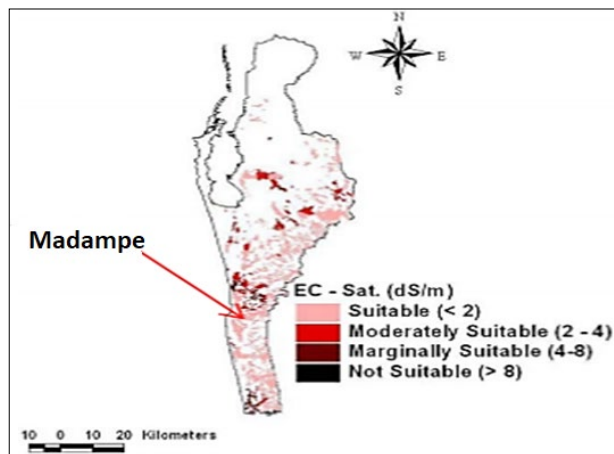 N
W E
S
Madampe
EC - Sat. (dS/m)
Suitable (< 2)
Moderately Suitable (2 - 4)
Marginally Suitable (4-8)
Not Suitable (> 8)
10 0 10 20 Kilometers